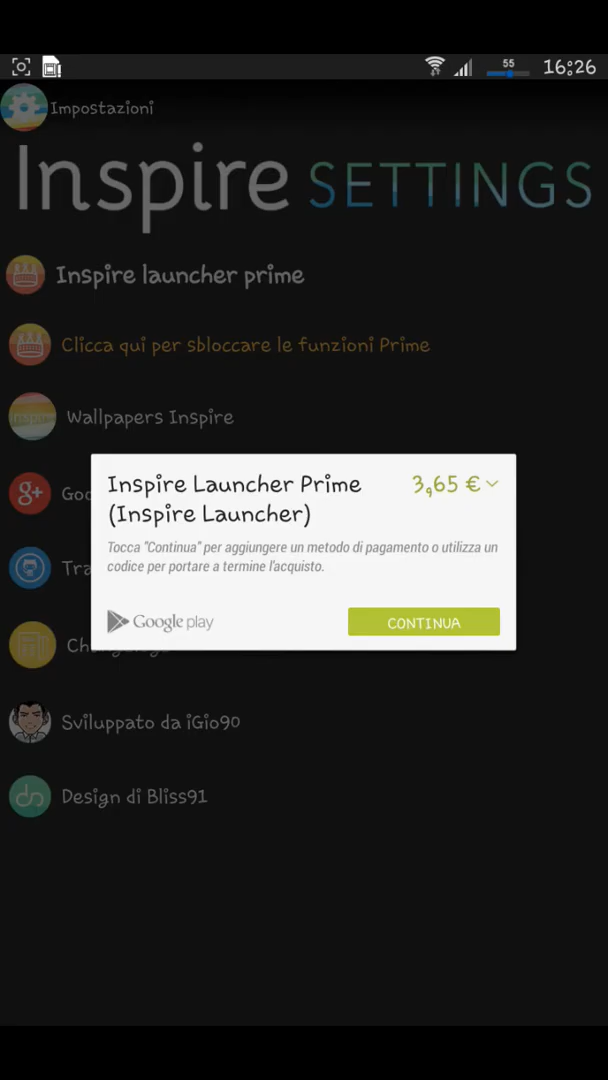 55
16:26
Impostazioni
Inspire SETTINGS
Inspire launcher prime
Clicca qui per sbloccare le funzioni Prime
Wallpapers Inspire
Inspire Launcher Prime
3,65 €
(Inspire Launcher)
Tocca "Continua" per aggiungere un metodo di pagamento o utilizza un
codice per portare a termine l'acquisto.
Google play
CONTINUA
Sviluppato da iGio90
Design di Bliss91